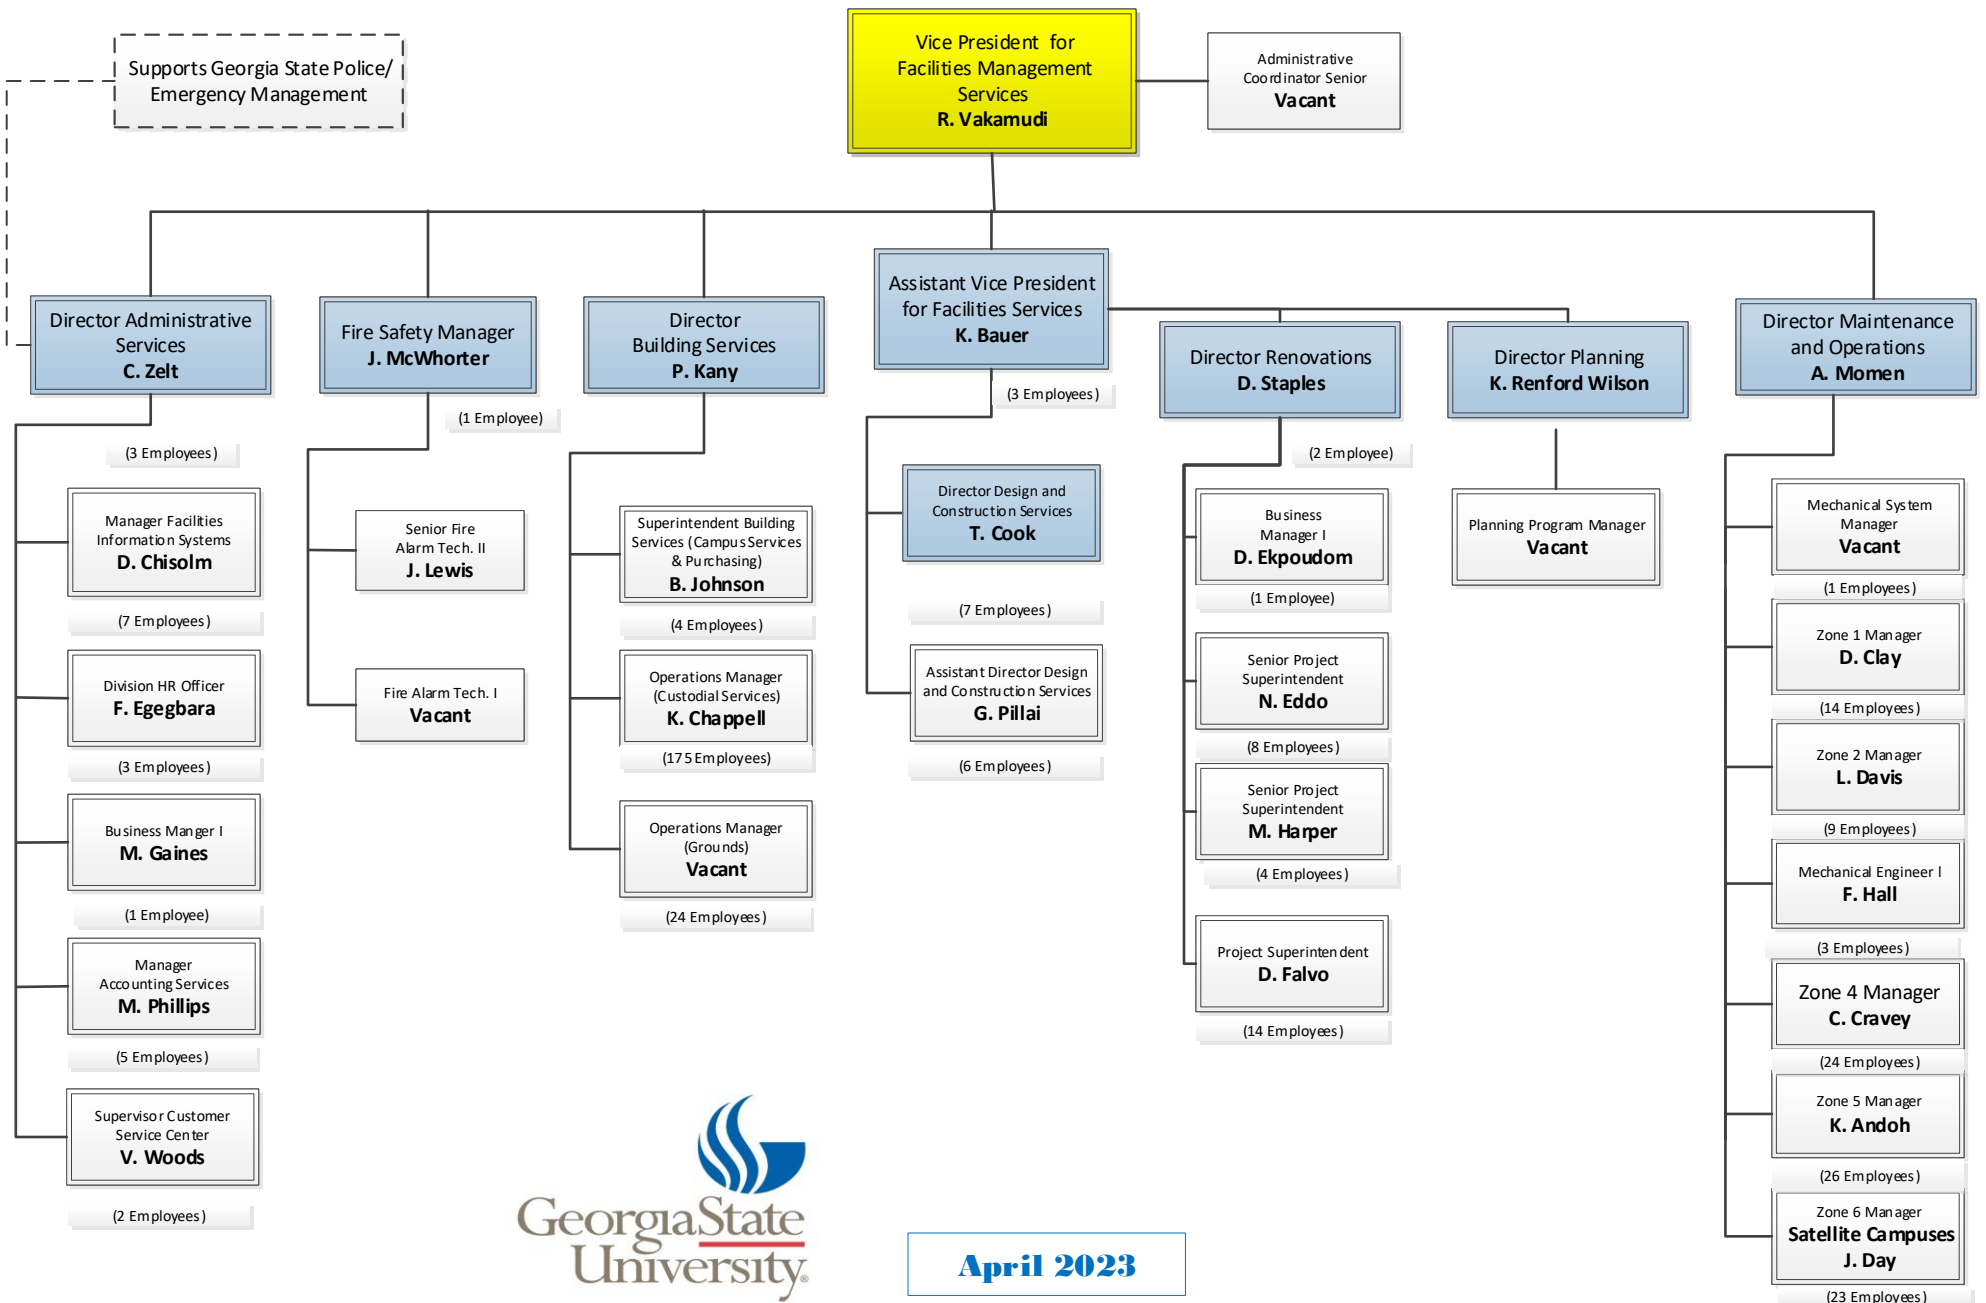 Supports Georgia State Police/
Emergency Management
Vice President for
Facilities Management
Services
R. Vakamudi
Administrative
Coordinator Senior
Vacant
Director Administrative
Services
C. Zelt
(3 Employees)
Manager Facilities
Information Systems
D. Chisolm
(7 Employees)
Division HR Officer
F. Egegbara
(3 Employees)
Business Manger I
M. Gaines
(1 Employee)
Manager
Accounting Services
M. Phillips
(5 Employees)
Supervisor Customer
Service Center
V. Woods
(2 Employees)
Fire Safety Manager
J. McWhorter
(1 Employee)
Senior Fire
Alarm Tech. II
J. Lewis
Fire Alarm Tech. I
Vacant
Director
Building Services
P. Kany
Superintendent Building
Services (Campus Services
& Purchasing)
B. Johnson
(4 Employees)
Operations Manager
(Custodial Services)
K. Chappell
(175 Employees)
Operations Manager
(Grounds)
Vacant
(24 Employees)
Assistant Vice President
for Facilities Services
K. Bauer
(3 Employees)
Director Design and
Construction Services
T. Cook
(7 Employees)
Assistant Director Design
and Construction Services
G. Pillai
(6 Employees)
Director Renovations
D. Staples
(2 Employee)
Business
Manager I
D. Ekpoudom
(1 Employee)
Senior Project
Superintendent
N. Eddo
(8 Employees)
Senior Project
Superintendent
M. Harper
(4 Employees)
Project Superintendent
D. Falvo
(14 Employees)
Director Planning
K. Renford Wilson
Planning Program Manager
Vacant
Director Maintenance
and Operations
A. Momen
Mechanical System
Manager
Vacant
(1 Employees)
Zone 1 Manager
D. Clay
(14 Employees)
Zone 2 Manager
L. Davis
(9 Employees)
Mechanical Engineer I
F. Hall
(3 Employees)
Zone 4 Manager
C. Cravey
(24 Employees)
Zone 5 Manager
K. Andoh
(26 Employees)
Zone 6 Manager
Satellite Campuses
J. Day
(23 Employees)
GeorgiaState
University®
April 2023